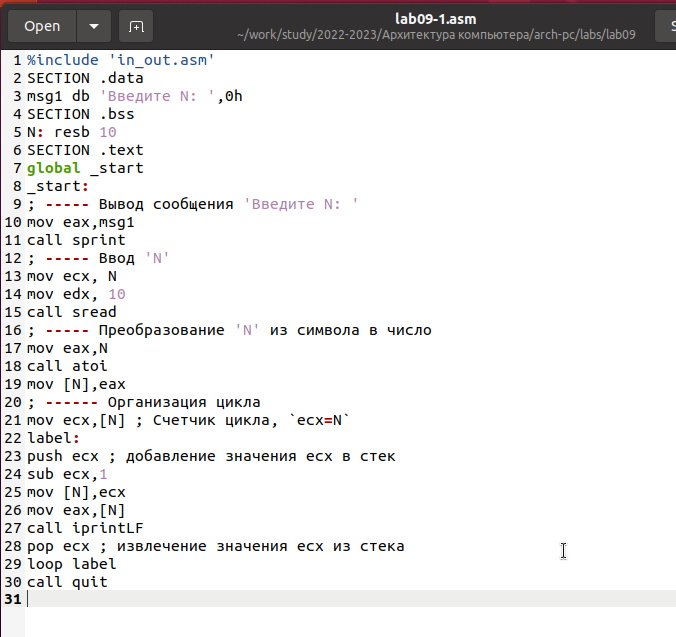 Open
lab09-1.asm
~/work/study/2022-2023/Архитектура компьютера/arch-pc/labs/lab09
S
1 %include 'in_out.asm'
2 SECTION .data
3 msg1 db 'Введите N: ',0h
4 SECTION .bss
5 N: resb 10
6 SECTION .text
7 global _start
8 _start:
9 ; ----- Вывод сообщения 'Введите N: '
10 mov eax,msg1
11 call sprint
12 ; ----- Ввод 'N'
13 mov ecx, N
14 mov edx, 10
15 call sread
16 ; ----- Преобразование 'N' из символа в число
17 mov eax,N
18 call atoi
19 mov [N],eax
20 ; ------ Организация цикла
21 mov ecx,[N] ; Счетчик цикла, `ecx=N`
22 label:
23 push ecx ; добавление значения ecx в стек
24 sub ecx,1
25 mov [N],ecx
26 mov eax,[N]
27 call iprintLF
28 pop ecx ; извлечение значения ecx из стека
29 loop label
30 call quit
31